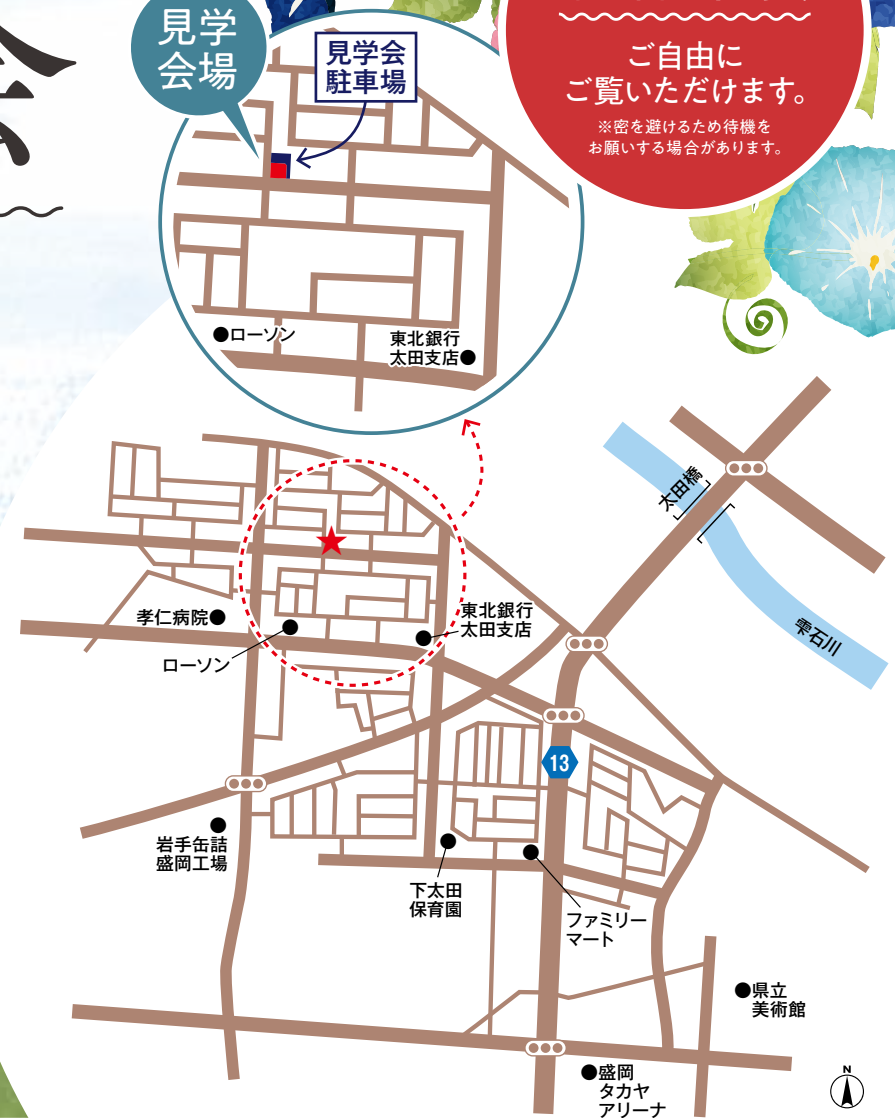 会
見学
会場
見学会
駐車場
ご自由に
ご覧いただけます。
※密を避けるため待機を
お願いする場合があります。
●ローソン
東北銀行
太田支店●
太田橋
雫石川
孝仁病院●
ローソン
東北銀行
太田支店
13
岩手缶詰
盛岡工場
下太田
保育園
ファミリー
マート
●県立
美術館
●盛岡
タカヤ
アリーナ
N